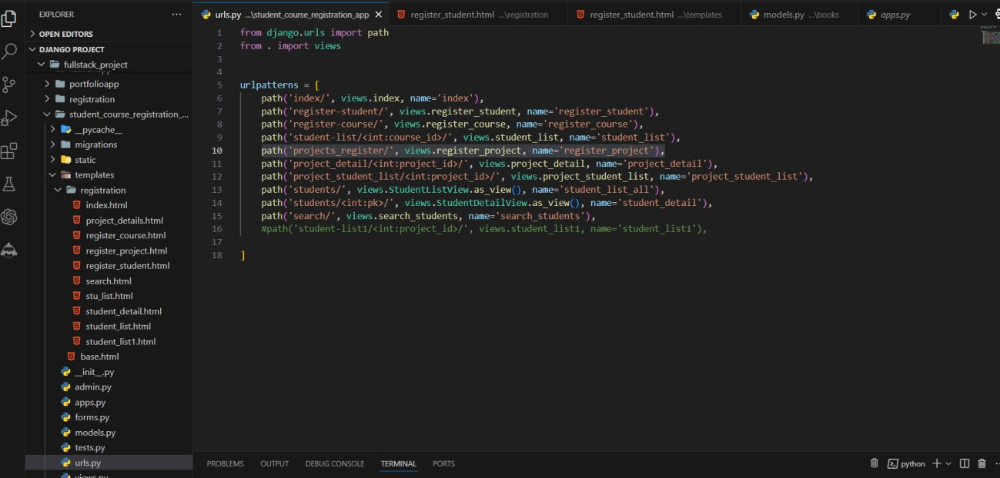 EXPLORER
OPEN EDITORS
DJANGO PROJECT
fullstack_project
portfolioapp
registration
student_course_registration_...
__pycache__
migrations
static
templates
registration
index.html
project_details.html
register_course.html
register_project.html
register_student.html
search.html
stu_list.html
student_detail.html
student_list.html
student_list1.html
base.html
__init__.py
admin.py
apps.py
forms.py
models.py
tests.py
urls.py
views.py
urls.py ...\student_course_registration_app
register_student.html ...\registration
register_student.html ...\templates
models.py ...\books
apps.py
1 from django.urls import path
2 from . import views
3
4
5 urlpatterns = [
6 path('index/', views.index, name='index'),
7 path('register-student/', views.register_student, name='register_student'),
8 path('register-course/', views.register_course, name='register_course'),
9 path('student-list/<int:course_id>/', views.student_list, name='student_list'),
10 path('projects_register/', views.register_project, name='register_project'),
11 path('project_detail/<int:project_id>/', views.project_detail, name='project_detail'),
12 path('project_student_list/<int:project_id>/', views.project_student_list, name='project_student_list'),
13 path('students/', views.StudentListView.as_view(), name='student_list_all'),
14 path('students/<int:pk>/', views.StudentDetailView.as_view(), name='student_detail'),
15 path('search/', views.search_students, name='search_students'),
16 #path('student-list1/<int:project_id>/', views.student_list1, name='student_list1'),
17
18 ]
PROBLEMS OUTPUT DEBUG CONSOLE TERMINAL PORTS
python